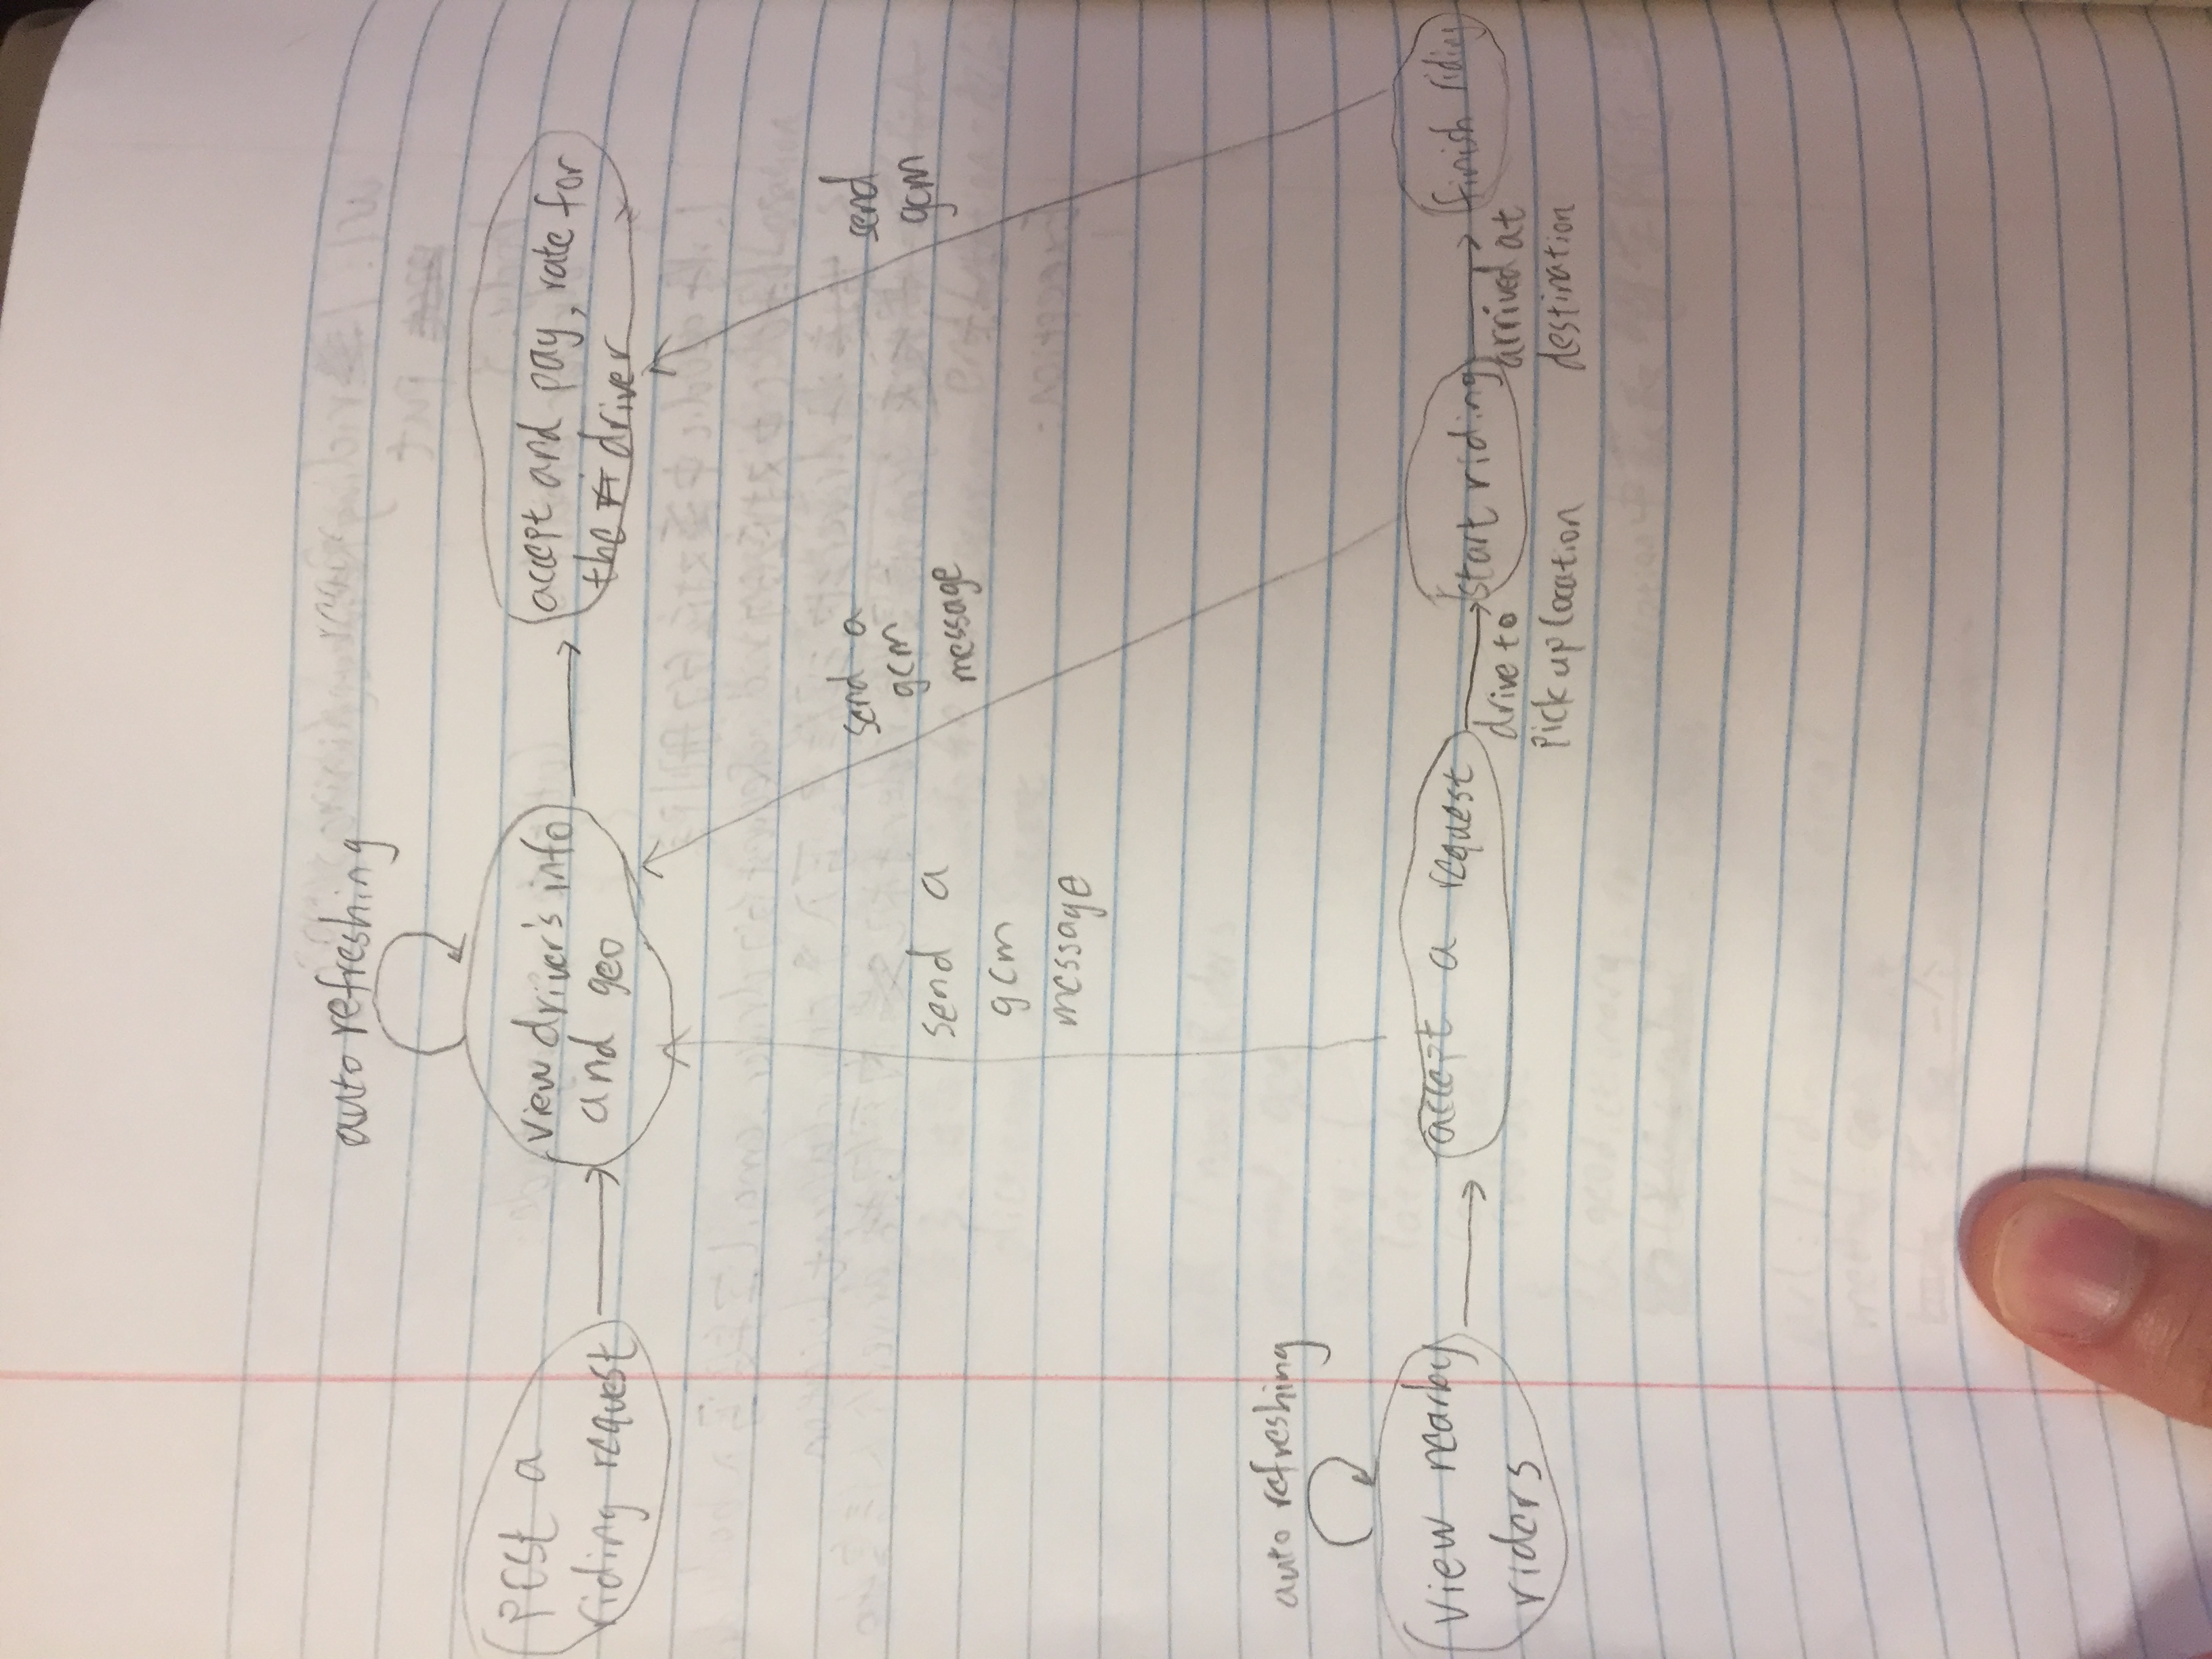 auto refreshing
post a
riding request
view driver's info
and geo
accept and pay, rate for
the driver
send a
gcm
message
send a
gcm
message
send
gcm
auto refreshing
view nearby
riders
accept a request
drive to
pick up location
start riding
arrived at
destination
finish riding